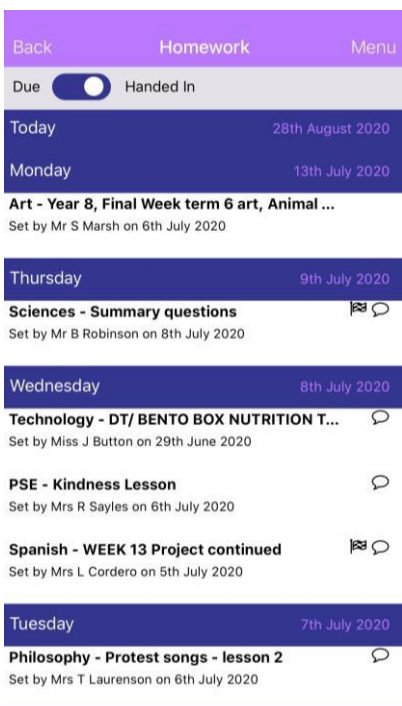 Back Homework Menu
Due Handed In
Today 28th August 2020
Monday 13th July 2020
Art - Year 8, Final Week term 6 art, Animal ...
Set by Mr S Marsh on 6th July 2020
Thursday 9th July 2020
Sciences - Summary questions
Set by Mr B Robinson on 8th July 2020
Wednesday 8th July 2020
Technology - DT/ BENTO BOX NUTRITION T...
Set by Miss J Button on 29th June 2020
PSE - Kindness Lesson
Set by Mrs R Sayles on 6th July 2020
Spanish - WEEK 13 Project continued
Set by Mrs L Cordero on 5th July 2020
Tuesday 7th July 2020
Philosophy - Protest songs - lesson 2
Set by Mrs T Laurenson on 6th July 2020